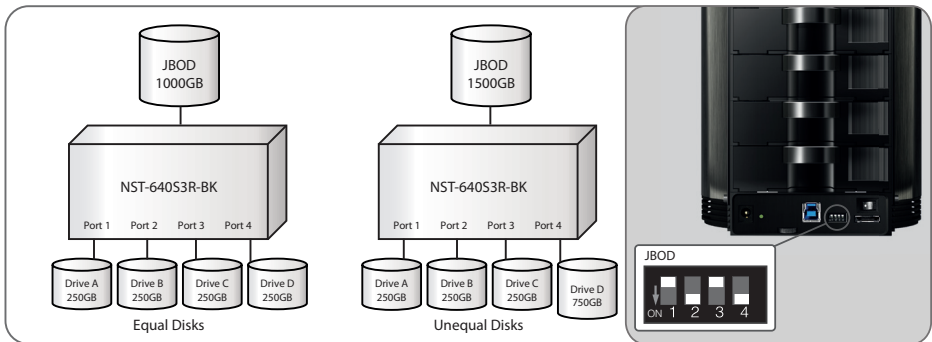 JBOD
1000GB
NST-640S3R-BK
Port 1 Port 2 Port 3 Port 4
Drive A
250GB
Drive B
250GB
Drive C
250GB
Drive D
250GB
Equal Disks
JBOD
1500GB
NST-640S3R-BK
Port 1 Port 2 Port 3 Port 4
Drive A
250GB
Drive B
250GB
Drive C
250GB
Drive D
750GB
Unequal Disks
JBOD
ON 1 2 3 4